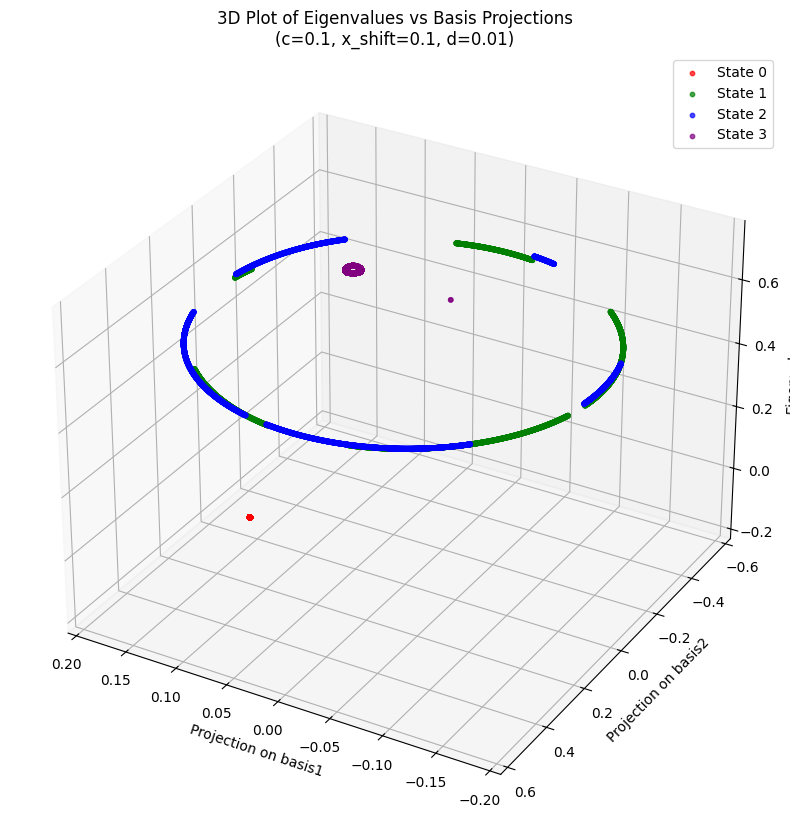 3D Plot of Eigenvalues vs Basis Projections
(c=0.1, x_shift=0.1, d=0.01)
State 0
State 1
State 2
State 3
0.6
0.4
0.2
0.0
−0.2
−0.6
−0.4
−0.2
0.0
0.2
0.4
0.6
Projection on basis2
0.20
0.15
0.10
0.05
0.00
−0.05
−0.10
−0.15
−0.20
Projection on basis1